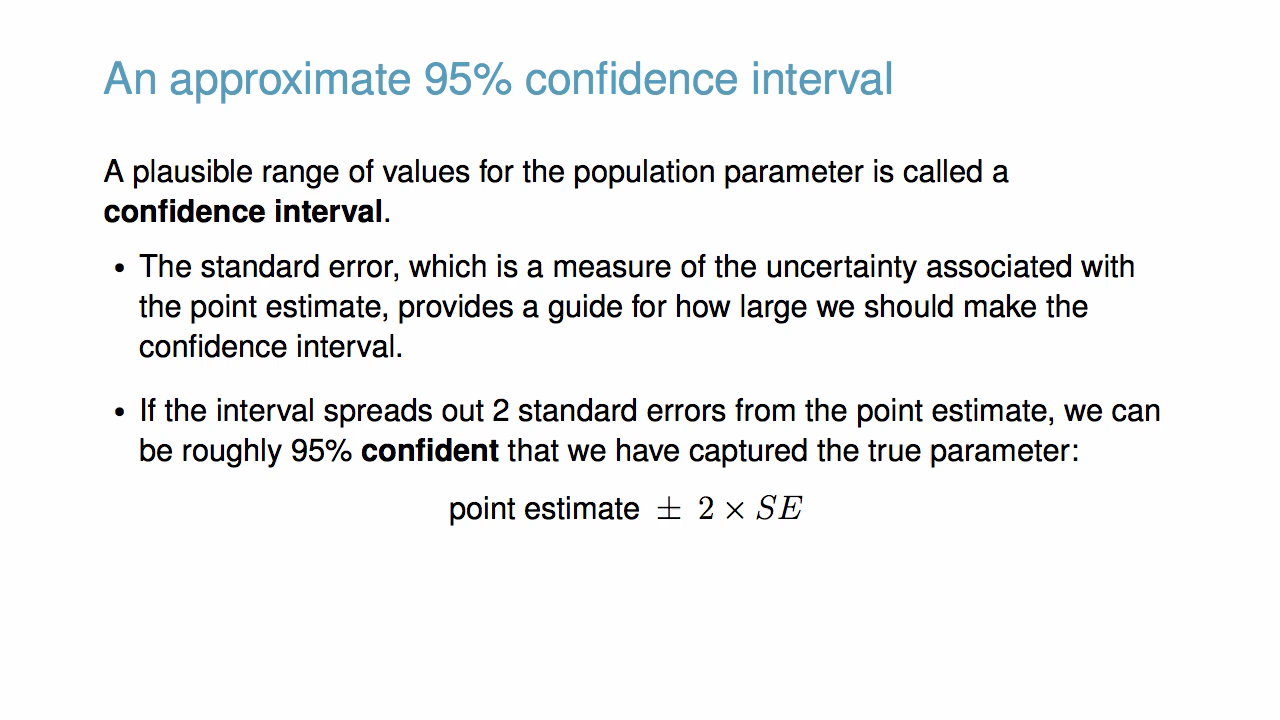 An approximate 95% confidence interval
A plausible range of values for the population parameter is called a
confidence interval.
• The standard error, which is a measure of the uncertainty associated with
the point estimate, provides a guide for how large we should make the
confidence interval.
• If the interval spreads out 2 standard errors from the point estimate, we can
be roughly 95% confident that we have captured the true parameter:
point estimate ± 2 × SE